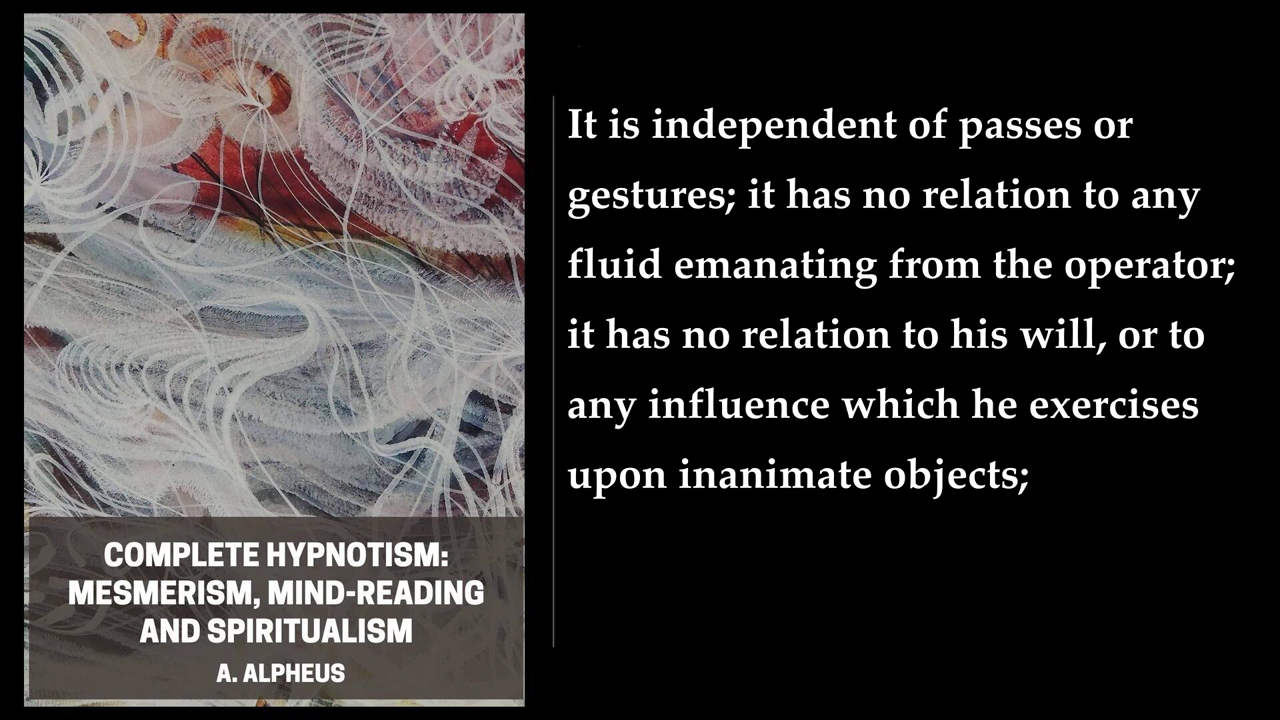 It is independent of passes or
gestures; it has no relation to any
fluid emanating from the operator;
it has no relation to his will, or to
any influence which he exercises
upon inanimate objects;
COMPLETE HYPNOTISM:
MESMERISM, MIND-READING
AND SPIRITUALISM
A. ALPHEUS